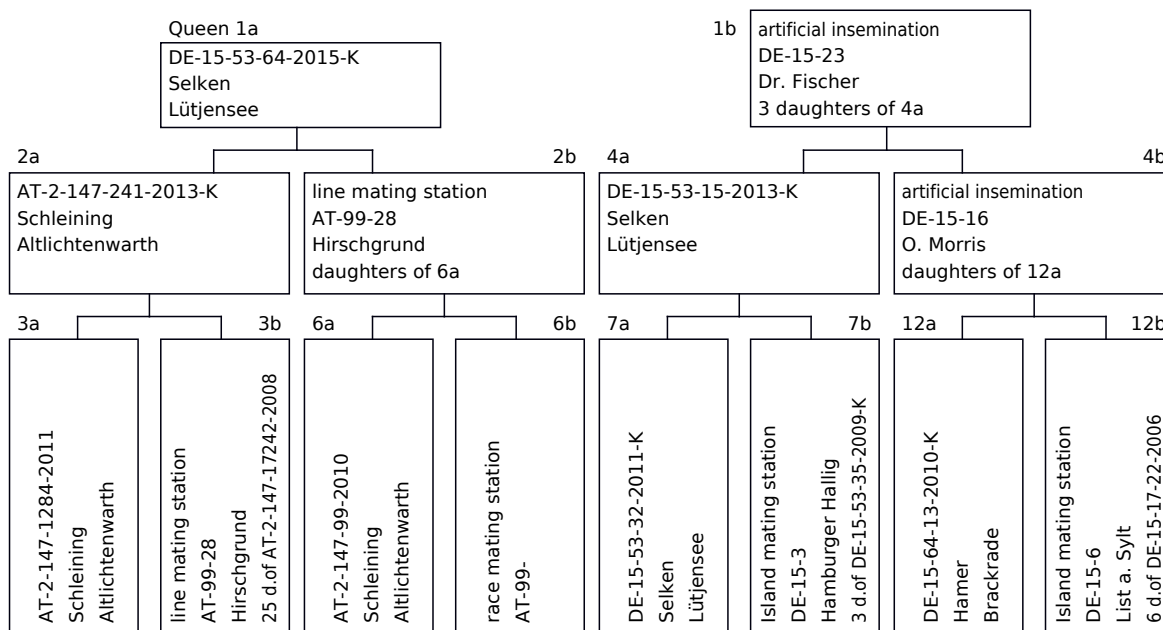 Queen 1a
DE-15-53-64-2015-K
Selken
Lütjensee
1b
artificial insemination
DE-15-23
Dr. Fischer
3 daughters of 4a
2a
AT-2-147-241-2013-K
Schleining
Altlichtenwarth
2b
line mating station
AT-99-28
Hirschgrund
daughters of 6a
4a
DE-15-53-15-2013-K
Selken
Lütjensee
4b
artificial insemination
DE-15-16
O. Morris
daughters of 12a
3a
AT-2-147-1284-2011
Schleining
Altlichtenwarth
3b
line mating station
AT-99-28
Hirschgrund
25 d.of AT-2-147-17242-2008
6a
AT-2-147-99-2010
Schleining
Altlichtenwarth
6b
race mating station
AT-99-
7a
DE-15-53-32-2011-K
Selken
Lütjensee
7b
Island mating station
DE-15-3
Hamburger Hallig
3 d.of DE-15-53-35-2009-K
12a
DE-15-64-13-2010-K
Hamer
Brackrade
12b
Island mating station
DE-15-6
List a. Sylt
6 d.of DE-15-17-22-2006